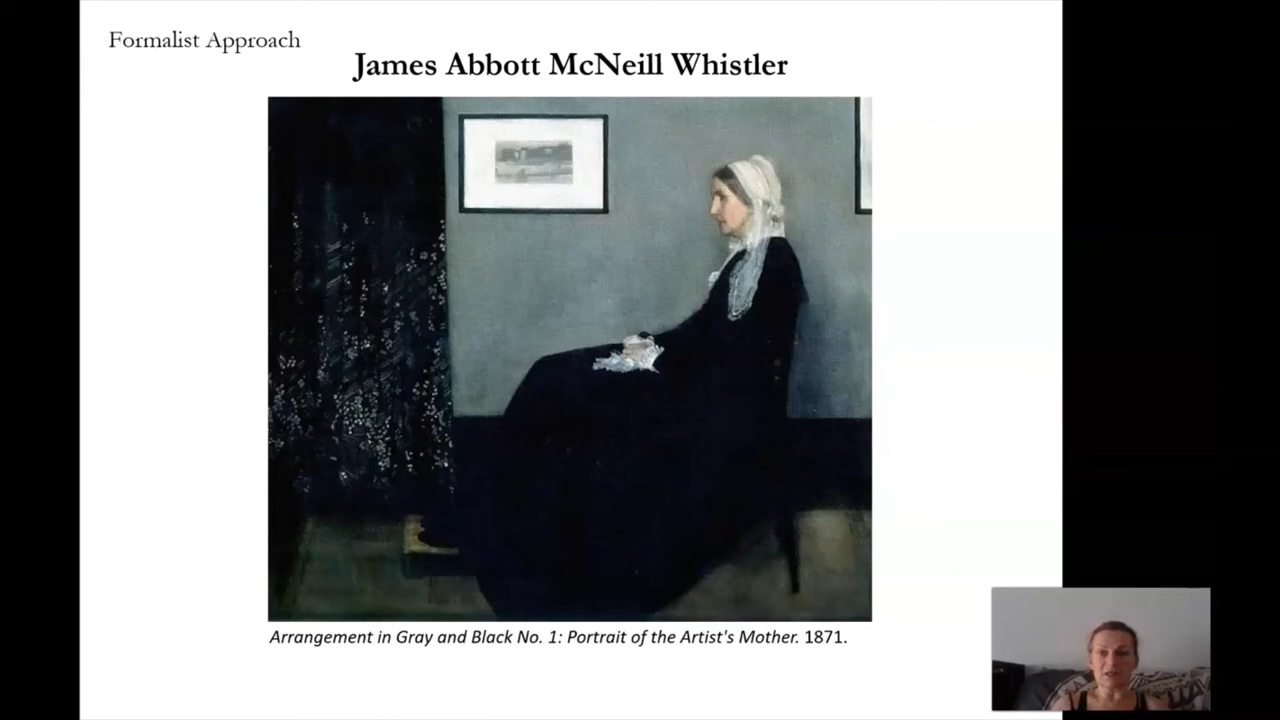 Formalist Approach
James Abbott McNeill Whistler
Arrangement in Gray and Black No. 1: Portrait of the Artist's Mother. 1871.